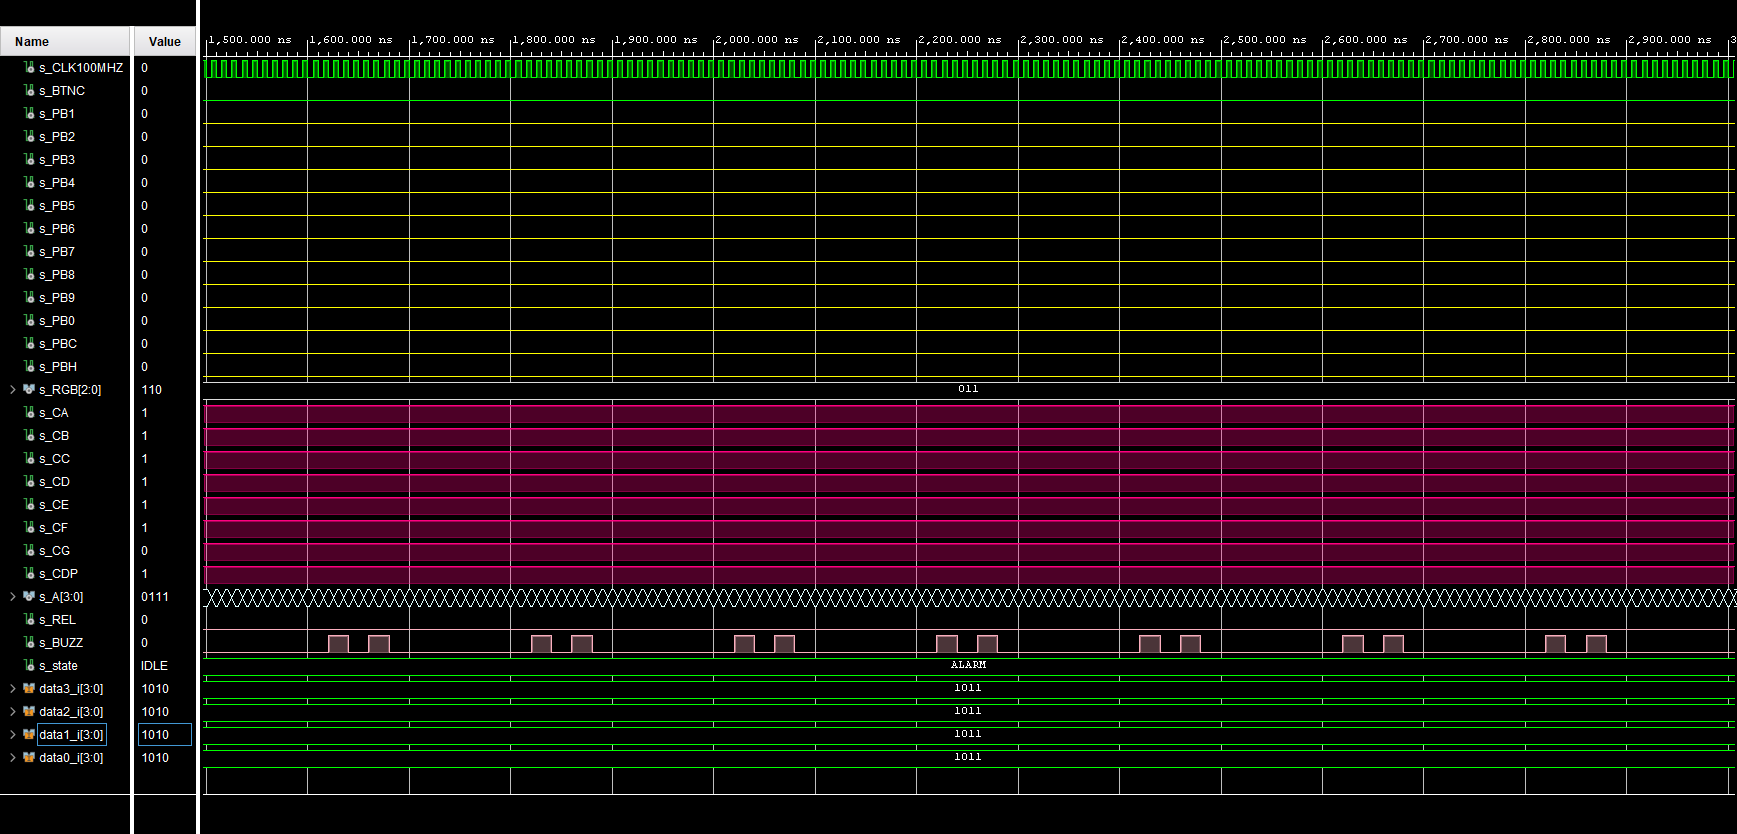 Name Value 1,500.000 ns 1,600.000 ns 1,700.000 ns 1,800.000 ns 1,900.000 ns 2,000.000 ns 2,100.000 ns 2,200.000 ns 2,300.000 ns 2,400.000 ns 2,500.000 ns 2,600.000 ns 2,700.000 ns 2,800.000 ns 2,900.000 ns 3
s_CLK100MHZ 0
s_BTNC 0
s_PB1 0
s_PB2 0
s_PB3 0
s_PB4 0
s_PB5 0
s_PB6 0
s_PB7 0
s_PB8 0
s_PB9 0
s_PB0 0
s_PBC 0
s_PBH 0
s_RGB[2:0] 110 011
s_CA 1
s_CB 1
s_CC 1
s_CD 1
s_CE 1
s_CF 1
s_CG 0
s_CDP 1
s_A[3:0] 0111
s_REL 0
s_BUZZ 0
s_state IDLE ALARM
data3_i[3:0] 1010 1011
data2_i[3:0] 1010 1011
data1_i[3:0] 1010 1011
data0_i[3:0] 1010 1011